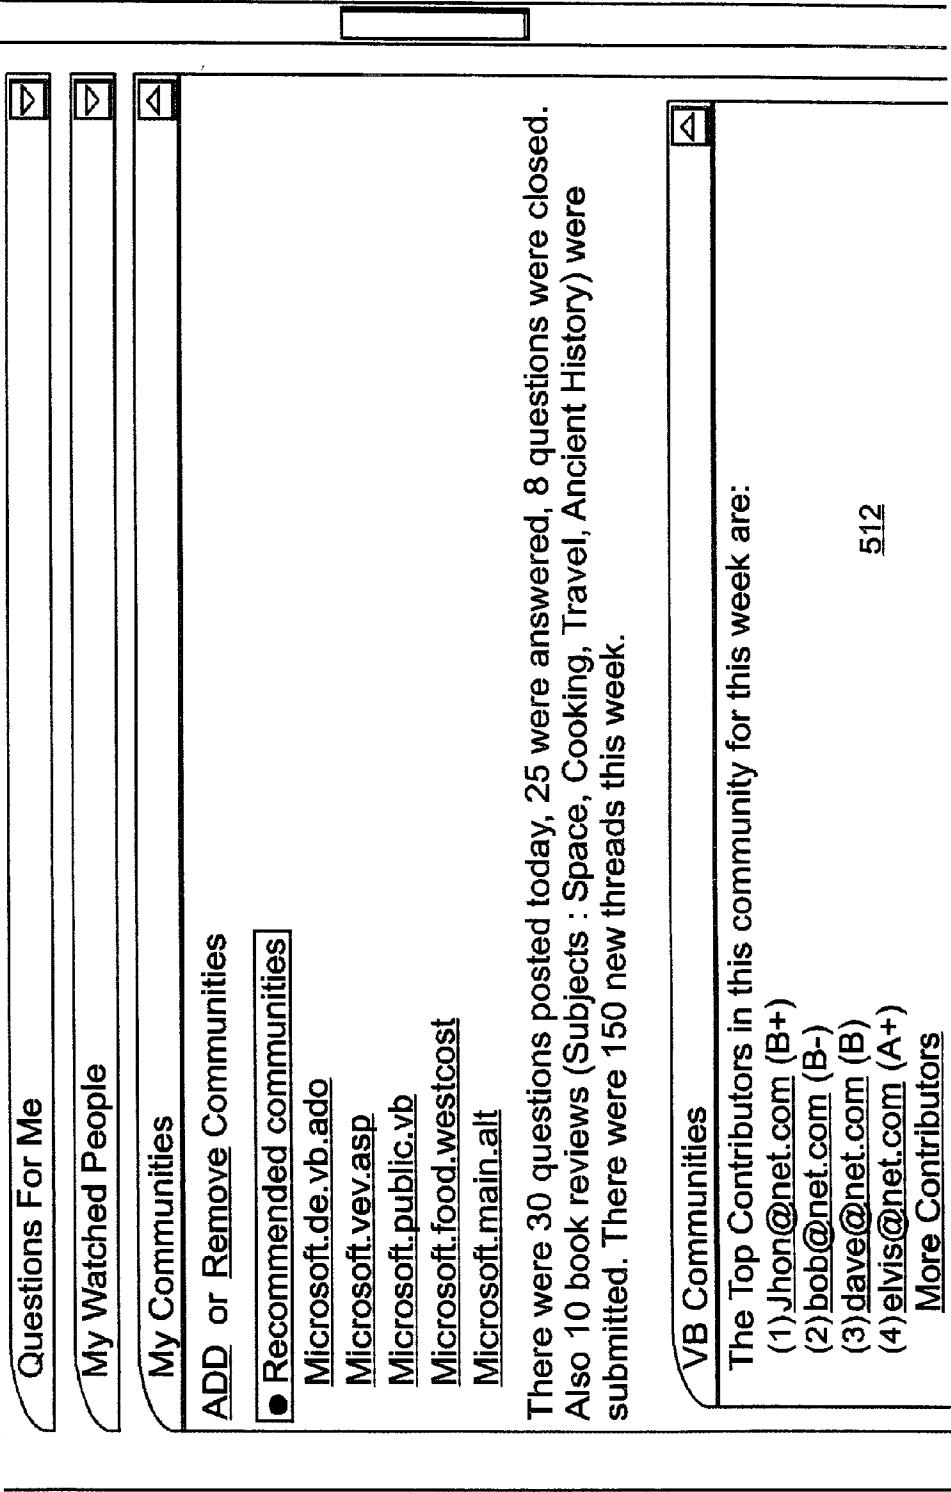 Questions For Me
My Watched People
My Communities
ADD or Remove Communities
● Recommended communities
Microsoft.de.vb.ado
Microsoft.vev.asp
Microsoft.public.vb
Microsoft.food.westcost
Microsoft.main.alt
There were 30 questions posted today, 25 were answered, 8 questions were closed.
Also 10 book reviews (Subjects : Space, Cooking, Travel, Ancient History) were
submitted. There were 150 new threads this week.
VB Communities
The Top Contributors in this community for this week are:
(1) Jhon@net.com (B+)
(2) bob@net.com (B-)
(3) dave@net.com (B)
(4) elvis@net.com (A+)
More Contributors
512